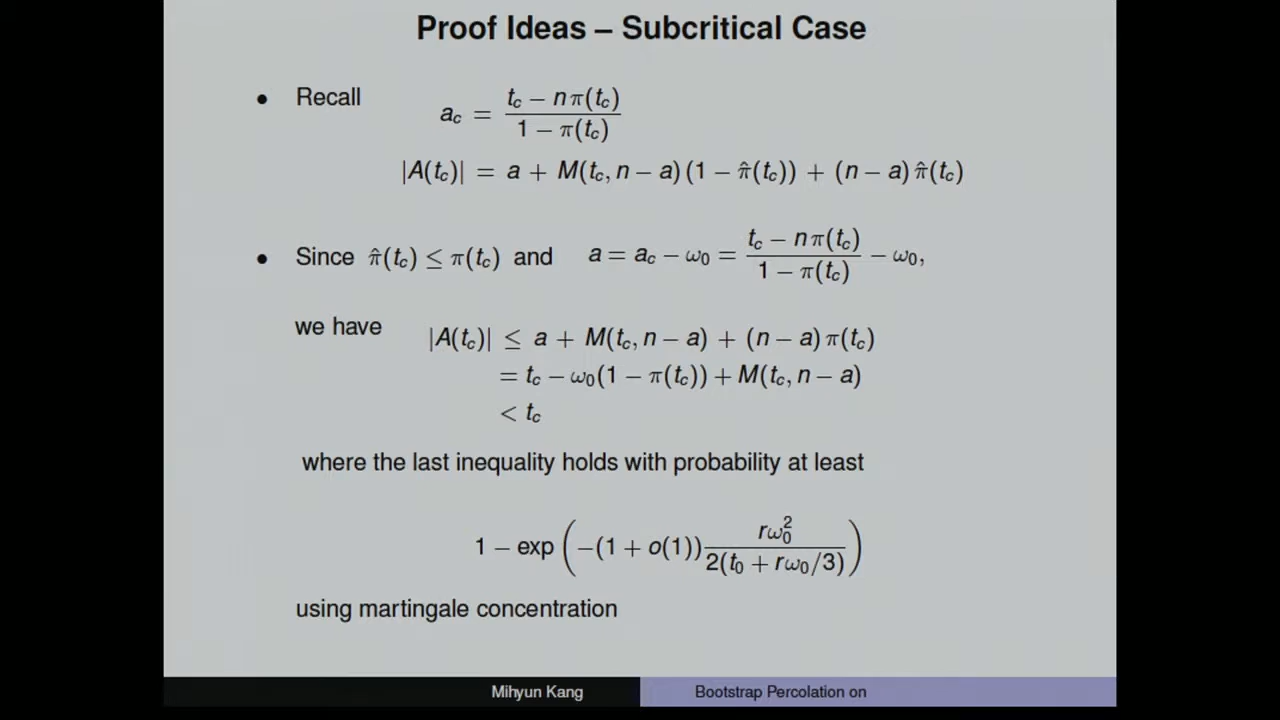 Proof Ideas – Subcritical Case
• Recall a_c = \frac{t_c − nπ(t_c)}{1 − π(t_c)}
|A(t_c)| = a + M(t_c, n − a)(1 − π̂(t_c)) + (n − a)π̂(t_c)
• Since π̂(t_c) ≤ π(t_c) and a = a_c − ω_0 = \frac{t_c − nπ(t_c)}{1 − π(t_c)} − ω_0,
we have |A(t_c)| ≤ a + M(t_c, n − a) + (n − a)π(t_c)
= t_c − ω_0(1 − π(t_c)) + M(t_c, n − a)
< t_c
where the last inequality holds with probability at least
1 − exp(−(1 + o(1))\frac{rω_0^2}{2(t_0 + rω_0/3)})
using martingale concentration
Mihyun Kang Bootstrap Percolation on